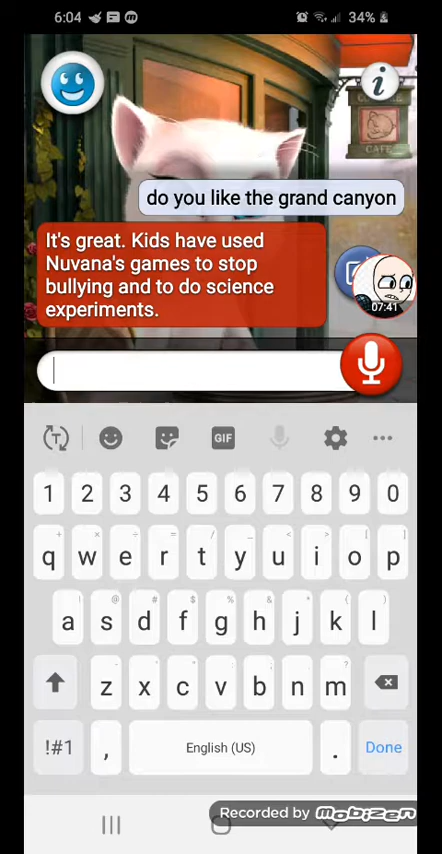 6:04
34%
i
CAFE
do you like the grand canyon
It's great. Kids have used
Nuvana's games to stop
bullying and to do science
experiments.
07:41
T GIF
1 2 3 4 5 6 7 8 9 0
q w e r t y u i o p
a s d f g h j k l
z x c v b n m
!#1 , English (US) . Done
Recorded by mobizen